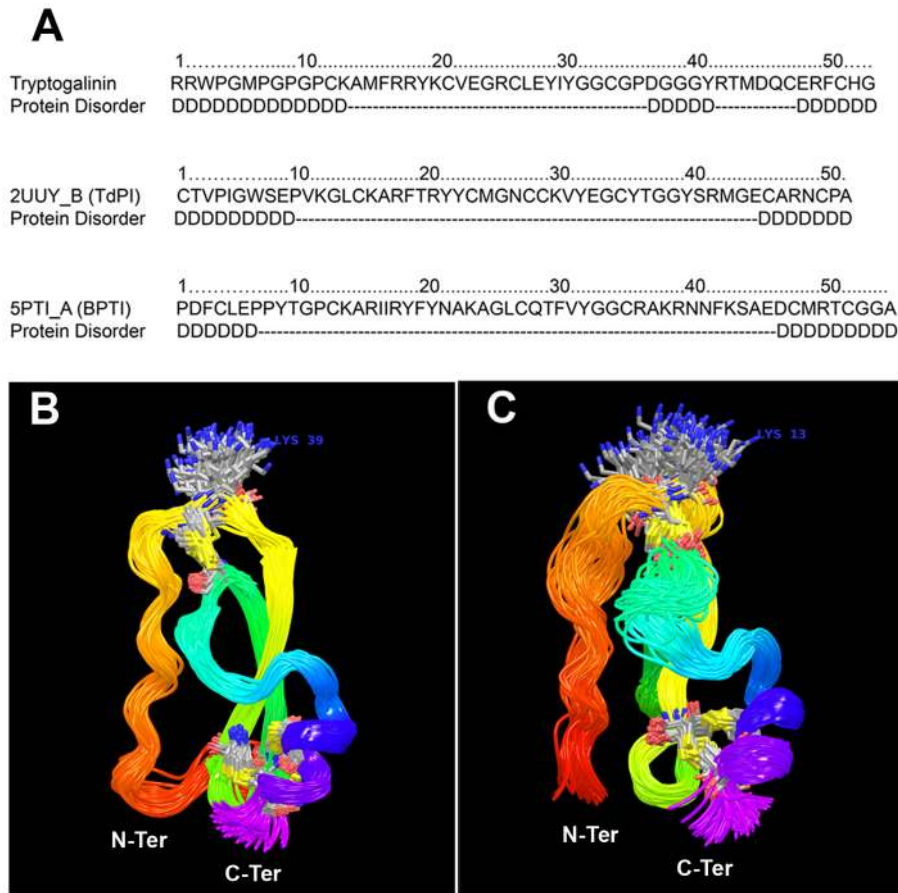 A
1.........10..........20..........30..........40..........50.....
Tryptogalinin RRWPGMPGPGPCKAMFRRYKCVEGRCLEYIYGGCGPDGGGYRTMDQCERFCHG
Protein Disorder DDDDDDDDDDDDD-----------------------DDDDD------DDDDDD
1.........10..........20..........30..........40..........50.
2UUY_B (TdPI) CTVPIGWSEPVKGLCKARFTRYYCMGNCCKVYEGCYTGGYSRMGECARNCPA
Protein Disorder DDDDDDDDD------------------------------------DDDDDDD
1.........10..........20..........30..........40..........50.....
5PTI_A (BPTI) PDFCLEPPYTGPCKARIIRYFYNAKAGLCQTFVYGGCRAKRNNFKSAEDCMRTCGGA
Protein Disorder DDDDDD------------------------------------------DDDDDDDDD
B
C
LYS 39
LYS 13
N-Ter
C-Ter
N-Ter
C-Ter